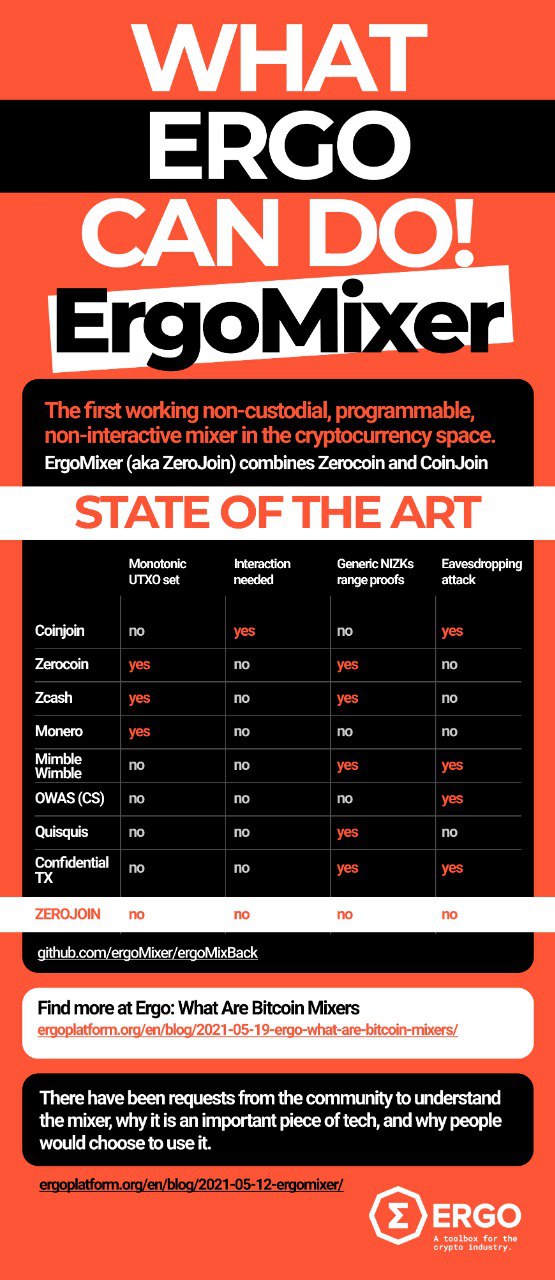 WHAT
ERGO
CAN DO!
ErgoMixer
The first working non-custodial, programmable,
non-interactive mixer in the cryptocurrency space.
ErgoMixer (aka ZeroJoin) combines Zerocoin and CoinJoin
STATE OF THE ART
Monotonic UTXO set Interaction needed Generic NIZKs range proofs Eavesdropping attack
Coinjoin no yes no yes
Zerocoin yes no yes no
Zcash yes no yes no
Monero yes no no no
Mimble Wimble no no yes yes
OWAS (CS) no no no yes
Quisquis no no yes no
Confidential TX no no yes yes
ZEROJOIN no no no no
github.com/ergoMixer/ergoMixBack
Find more at Ergo: What Are Bitcoin Mixers
ergoplatform.org/en/blog/2021-05-19-ergo-what-are-bitcoin-mixers/
There have been requests from the community to understand
the mixer, why it is an important piece of tech, and why people
would choose to use it.
ergoplatform.org/en/blog/2021-05-12-ergomixer/
Σ ERGO
A toolbox for the
crypto industry.